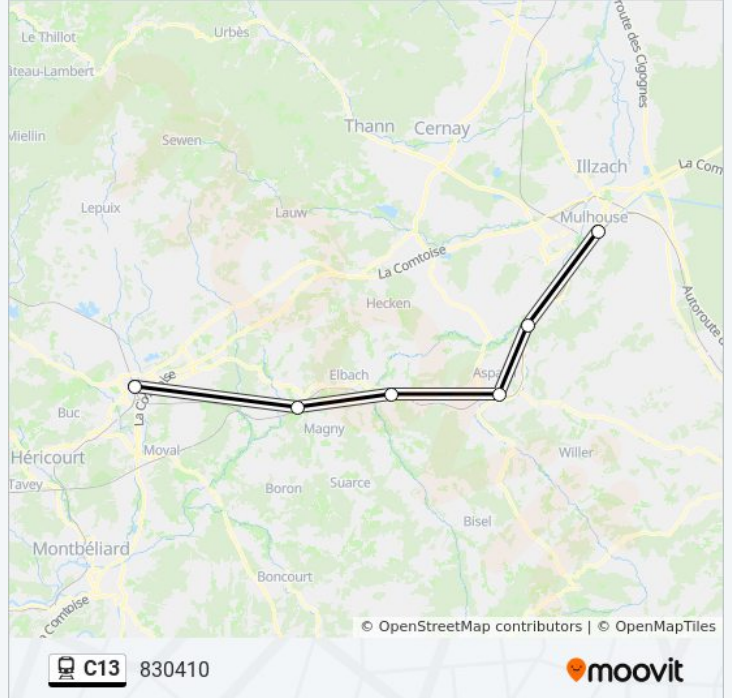 Le Thillot
Urbès
âteau-Lambert
route des Cigognes
Thann
Cernay
Miellin
Sewen
Illzach
La Com
Lepuix
Lauw
Mulhouse
La Comtoise
Hecken
Autoroute d
Elbach
Aspa
La Comtoise
Buc
Magny
Moval
Willer
Héricourt
Tavey
Boron
Suarce
Bisel
Montbéliard
Boncourt
a Comtoise
© OpenStreetMap contributors | © OpenMapTiles
C13 830410
moovit